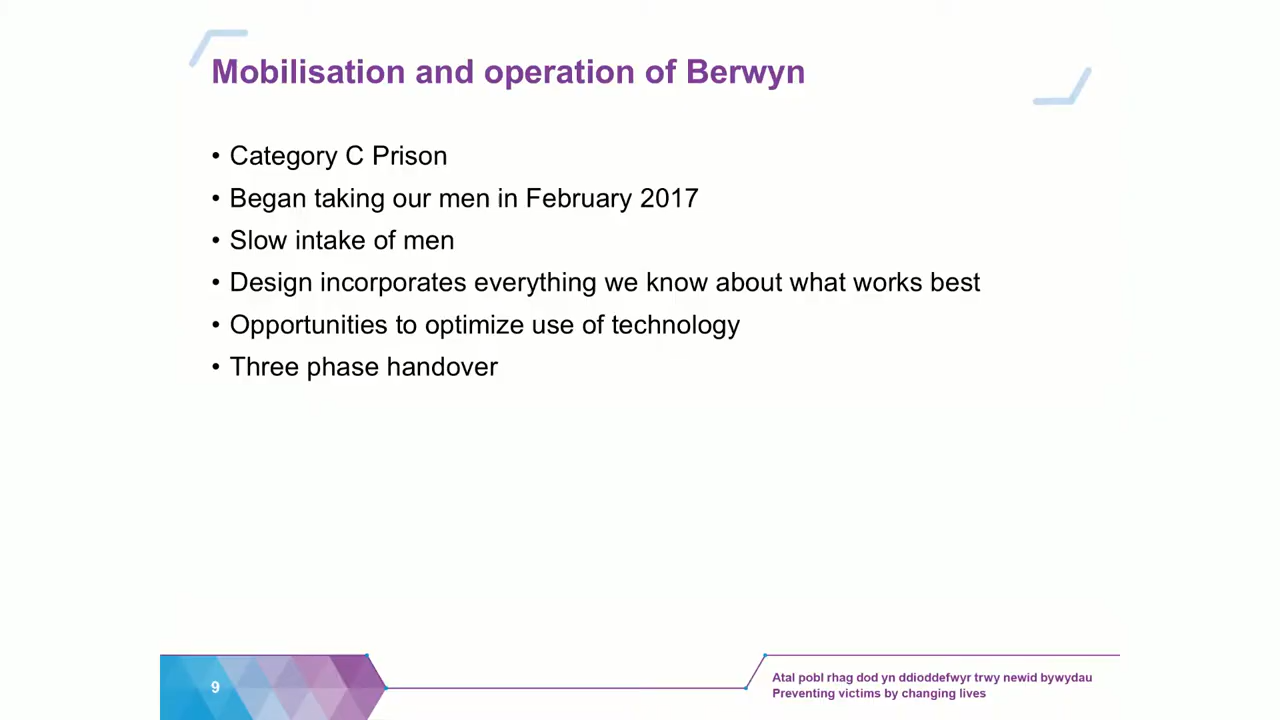 Mobilisation and operation of Berwyn
• Category C Prison
• Began taking our men in February 2017
• Slow intake of men
• Design incorporates everything we know about what works best
• Opportunities to optimize use of technology
• Three phase handover
9
Atal pobl rhag dod yn ddioddefwyr trwy newid bywydau
Preventing victims by changing lives